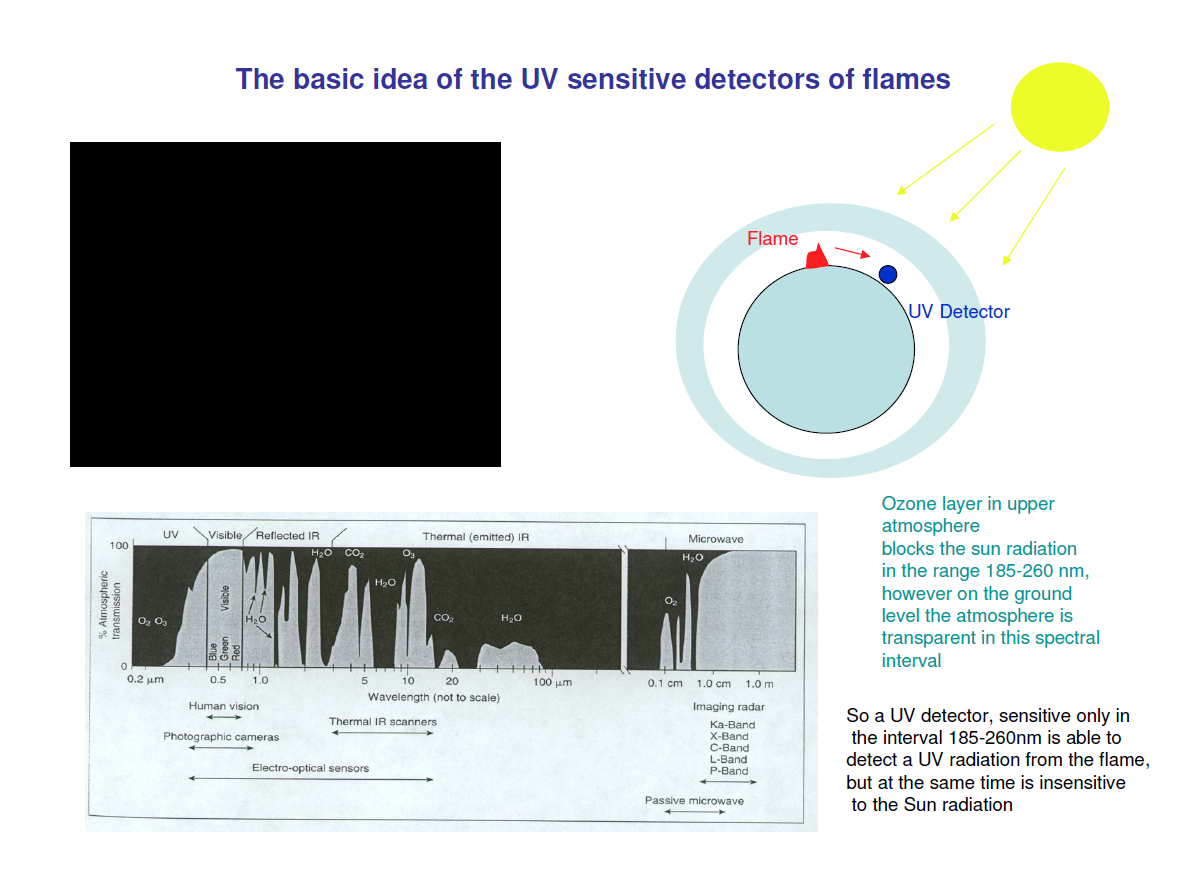 The basic idea of the UV sensitive detectors of flames
Flame
UV Detector
Ozone layer in upper
atmosphere
blocks the sun radiation
in the range 185-260 nm,
however on the ground
level the atmosphere is
transparent in this spectral
interval
So a UV detector, sensitive only in
the interval 185-260nm is able to
detect a UV radiation from the flame,
but at the same time is insensitive
to the Sun radiation
UV Visible Reflected IR Thermal (emitted) IR Microwave
100
% Atmospheric
transmission
0
H₂O CO₂ O₃ H₂O
H₂O
O₂ O₃ Visible H₂O CO₂ H₂O O₂
Blue
Green
Red
0.2 µm 0.5 1.0 5 10 20 100 µm 0.1 cm 1.0 cm 1.0 m
Wavelength (not to scale)
Human vision
Imaging radar
Thermal IR scanners
Ka-Band
X-Band
C-Band
L-Band
P-Band
Photographic cameras
Electro-optical sensors
Passive microwave